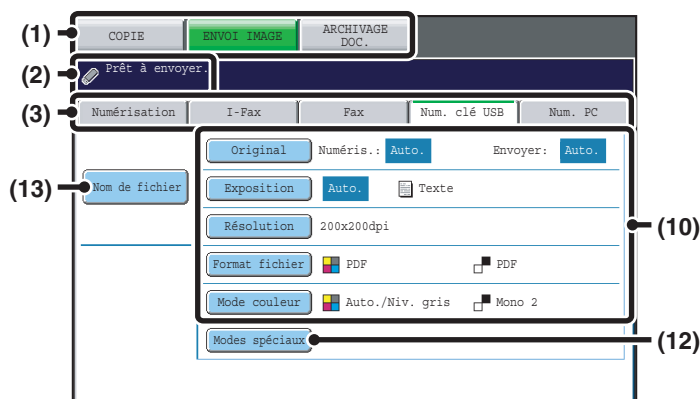 (1)
COPIE
ENVOI IMAGE
ARCHIVAGE
DOC.
(2)
Prêt à envoyer.
(3)
Numérisation
I-Fax
Fax
Num. clé USB
Num. PC
Original
Numéris.:
Auto.
Envoyer:
Auto.
(13)
Nom de fichier
Exposition
Auto.
Texte
(10)
Résolution
200x200dpi
Format fichier
PDF
PDF
Mode couleur
Auto./Niv. gris
Mono 2
Modes spéciaux
(12)